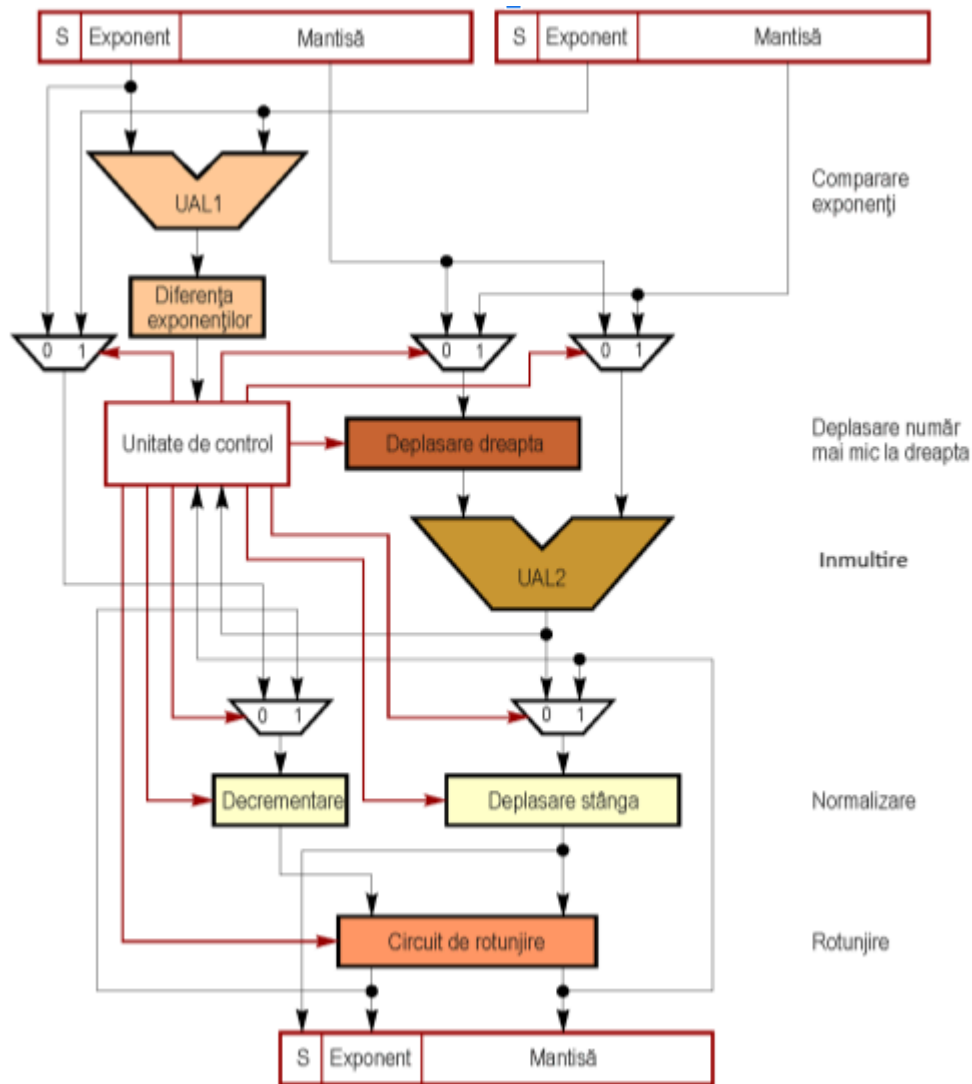 S Exponent Mantisă
S Exponent Mantisă
UAL1
Comparare
exponenţi
Diferenţa
exponenţilor
0 1
0 1
0 1
Unitate de control
Deplasare dreapta
Deplasare număr
mai mic la dreapta
UAL2
Inmultire
0 1
0 1
Decrementare
Deplasare stânga
Normalizare
Circuit de rotunjire
Rotunjire
S Exponent Mantisă